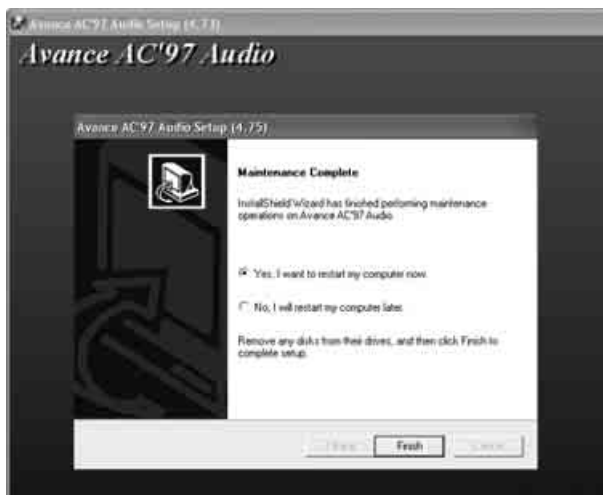 Avance AC'97 Audio Setup (4.73)
Avance AC'97 Audio
Avance AC'97 Audio Setup (4.75)
Maintenance Complete
InstallShield Wizard has finished performing maintenance
operations on Avance AC'97 Audio.
Yes, I want to restart my computer now.
No, I will restart my computer later.
Remove any disks from their drives, and then click Finish to
complete setup.
Finish
Cancel